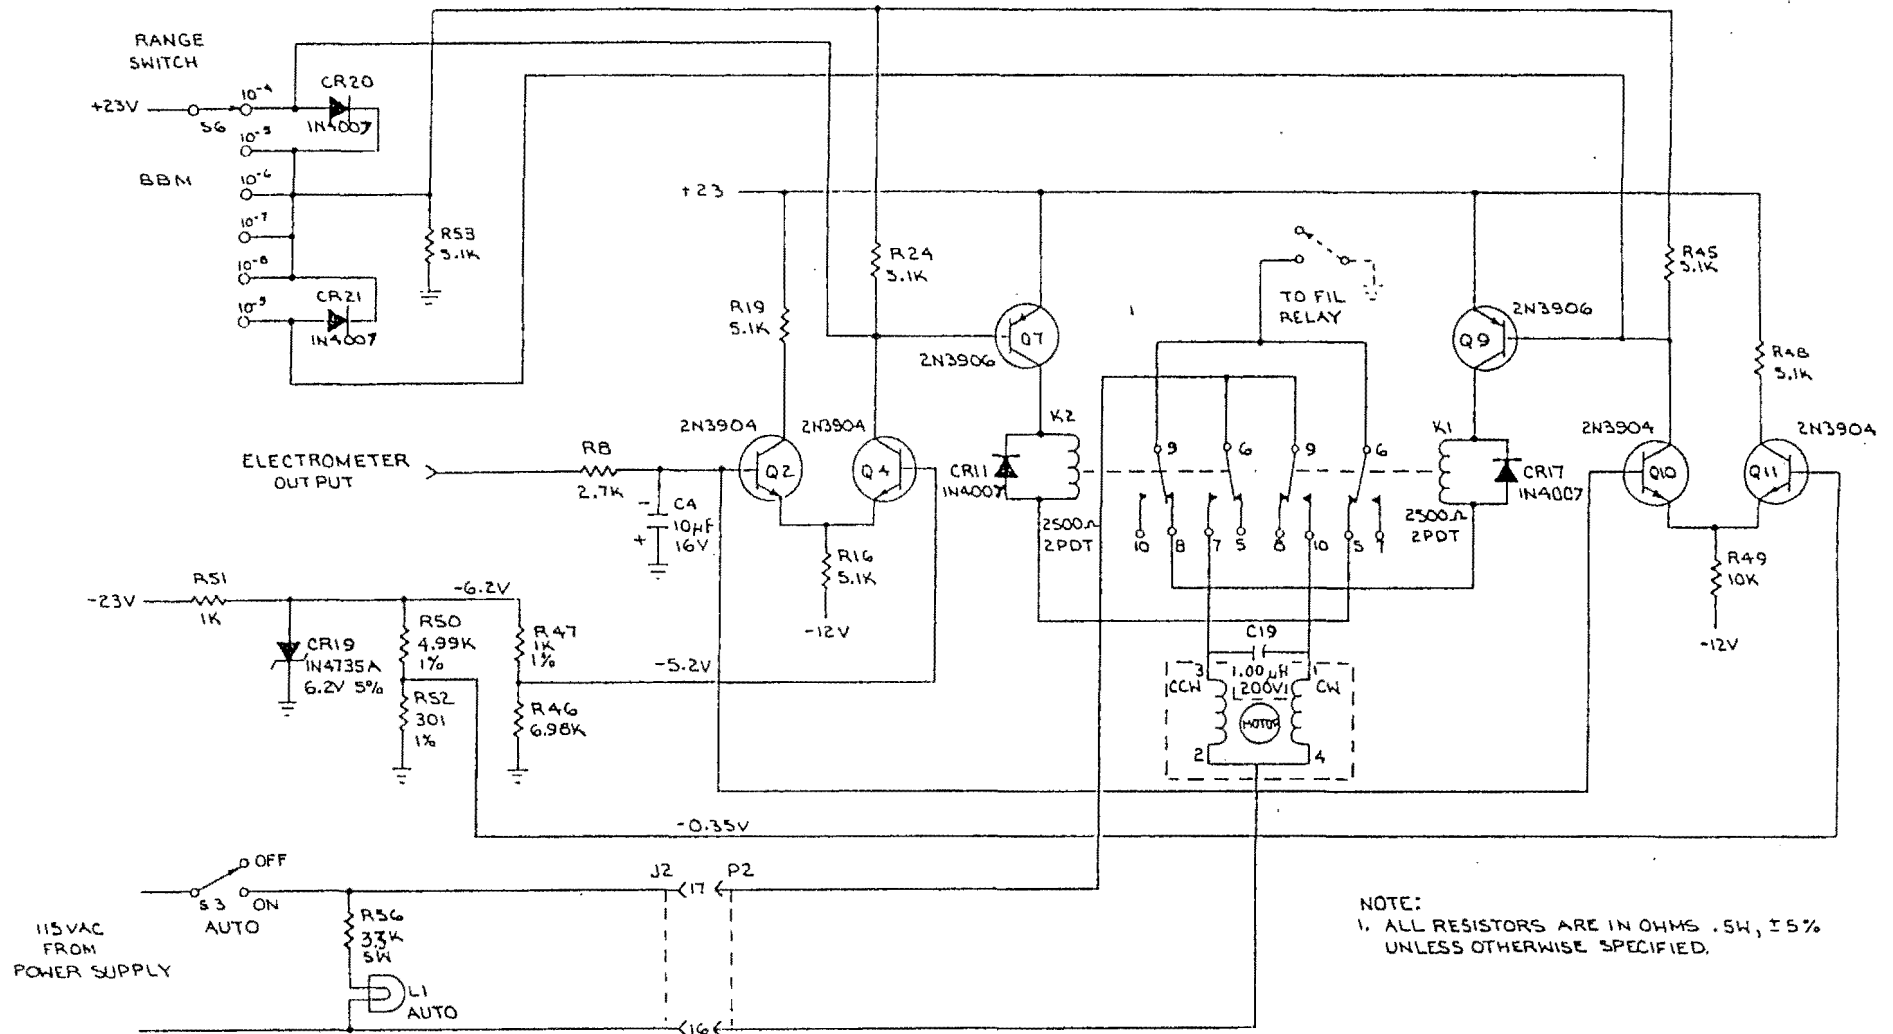 RANGE
SWITCH
+23V
S6
10-4
CR20
1N4007
10-5
BBM
10-6
10-7
10-8
10-9
CR21
1N4007
R53
5.1K
+23
R24
5.1K
R19
5.1K
2N3906
Q7
TO FIL
RELAY
2N3906
Q9
R45
5.1K
R48
5.1K
ELECTROMETER
OUTPUT
R8
2.7K
-
C4
10µF
16V
+
2N3904
Q2
2N3904
Q4
R16
5.1K
-12V
K2
CR11
1N4007
2500Ω
2PDT
9
6
9
6
10
8
7
5
8
10
5
7
K1
CR17
1N4007
2500Ω
2PDT
2N3904
Q10
2N3904
Q11
R49
10K
-12V
-23V
R51
1K
-6.2V
CR19
1N4735A
6.2V 5%
R50
4.99K
1%
R52
301
1%
R47
1K
1%
-5.2V
R46
6.98K
C19
1.00µH
200V
3
CCW
1
CW
MOTOR
2
4
-0.35V
OFF
S3
ON
AUTO
115VAC
FROM
POWER SUPPLY
R56
3.3K
5W
L1
AUTO
J2
17
P2
16
NOTE:
1. ALL RESISTORS ARE IN OHMS .5W, ±5%
UNLESS OTHERWISE SPECIFIED.